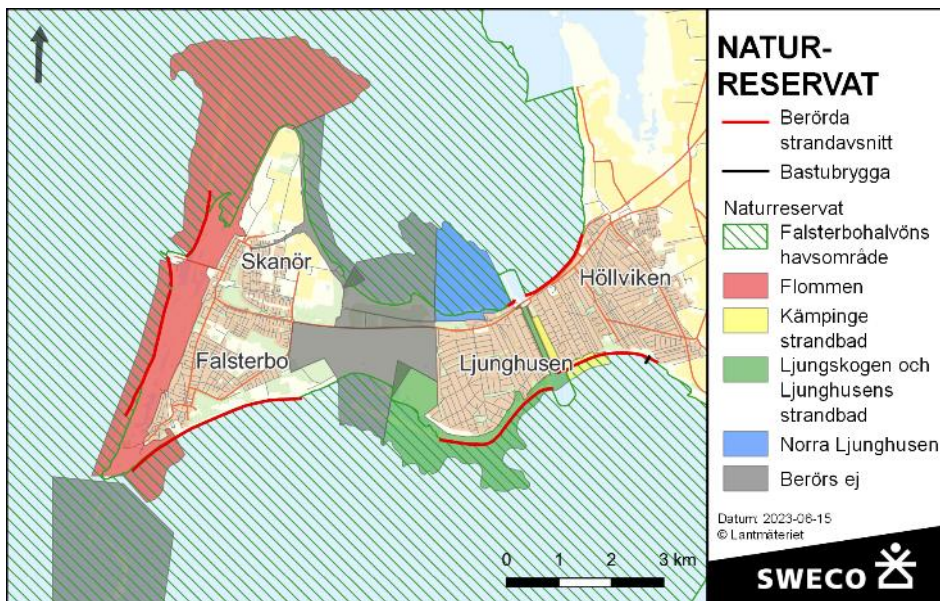 NATUR-
RESERVAT
Berörda
strandavsnitt
Bastubrygga
Naturreservat
Falsterbohalvöns
havsområde
Flommen
Kämpinge
strandbad
Ljungskogen och
Ljunghusens
strandbad
Norra Ljunghusen
Berörs ej
Datum: 2023-06-15
© Lantmäteriet
SWECO
Skanör
Höllviken
Falsterbo
Ljunghusen
0 1 2 3 km